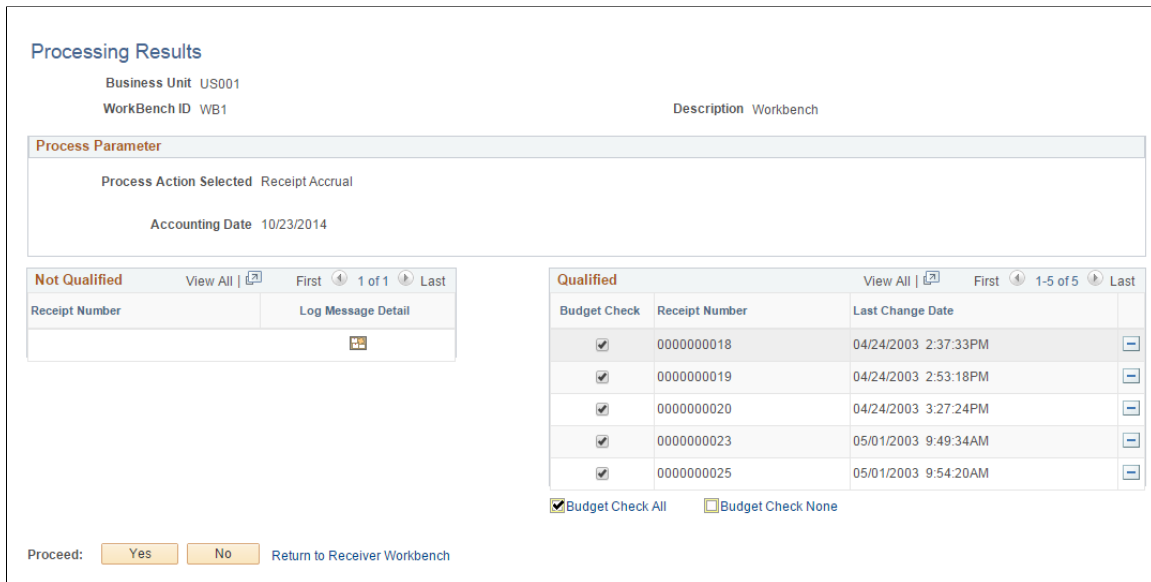 Processing Results
Business Unit US001
WorkBench ID WB1 Description Workbench
Process Parameter
Process Action Selected Receipt Accrual
Accounting Date 10/23/2014
Not Qualified View All | First 1 of 1 Last
Receipt Number Log Message Detail
Qualified View All | First 1-5 of 5 Last
Budget Check Receipt Number Last Change Date
0000000018 04/24/2003 2:37:33PM
0000000019 04/24/2003 2:53:18PM
0000000020 04/24/2003 3:27:24PM
0000000023 05/01/2003 9:49:34AM
0000000025 05/01/2003 9:54:20AM
Budget Check All Budget Check None
Proceed: Yes No Return to Receiver Workbench